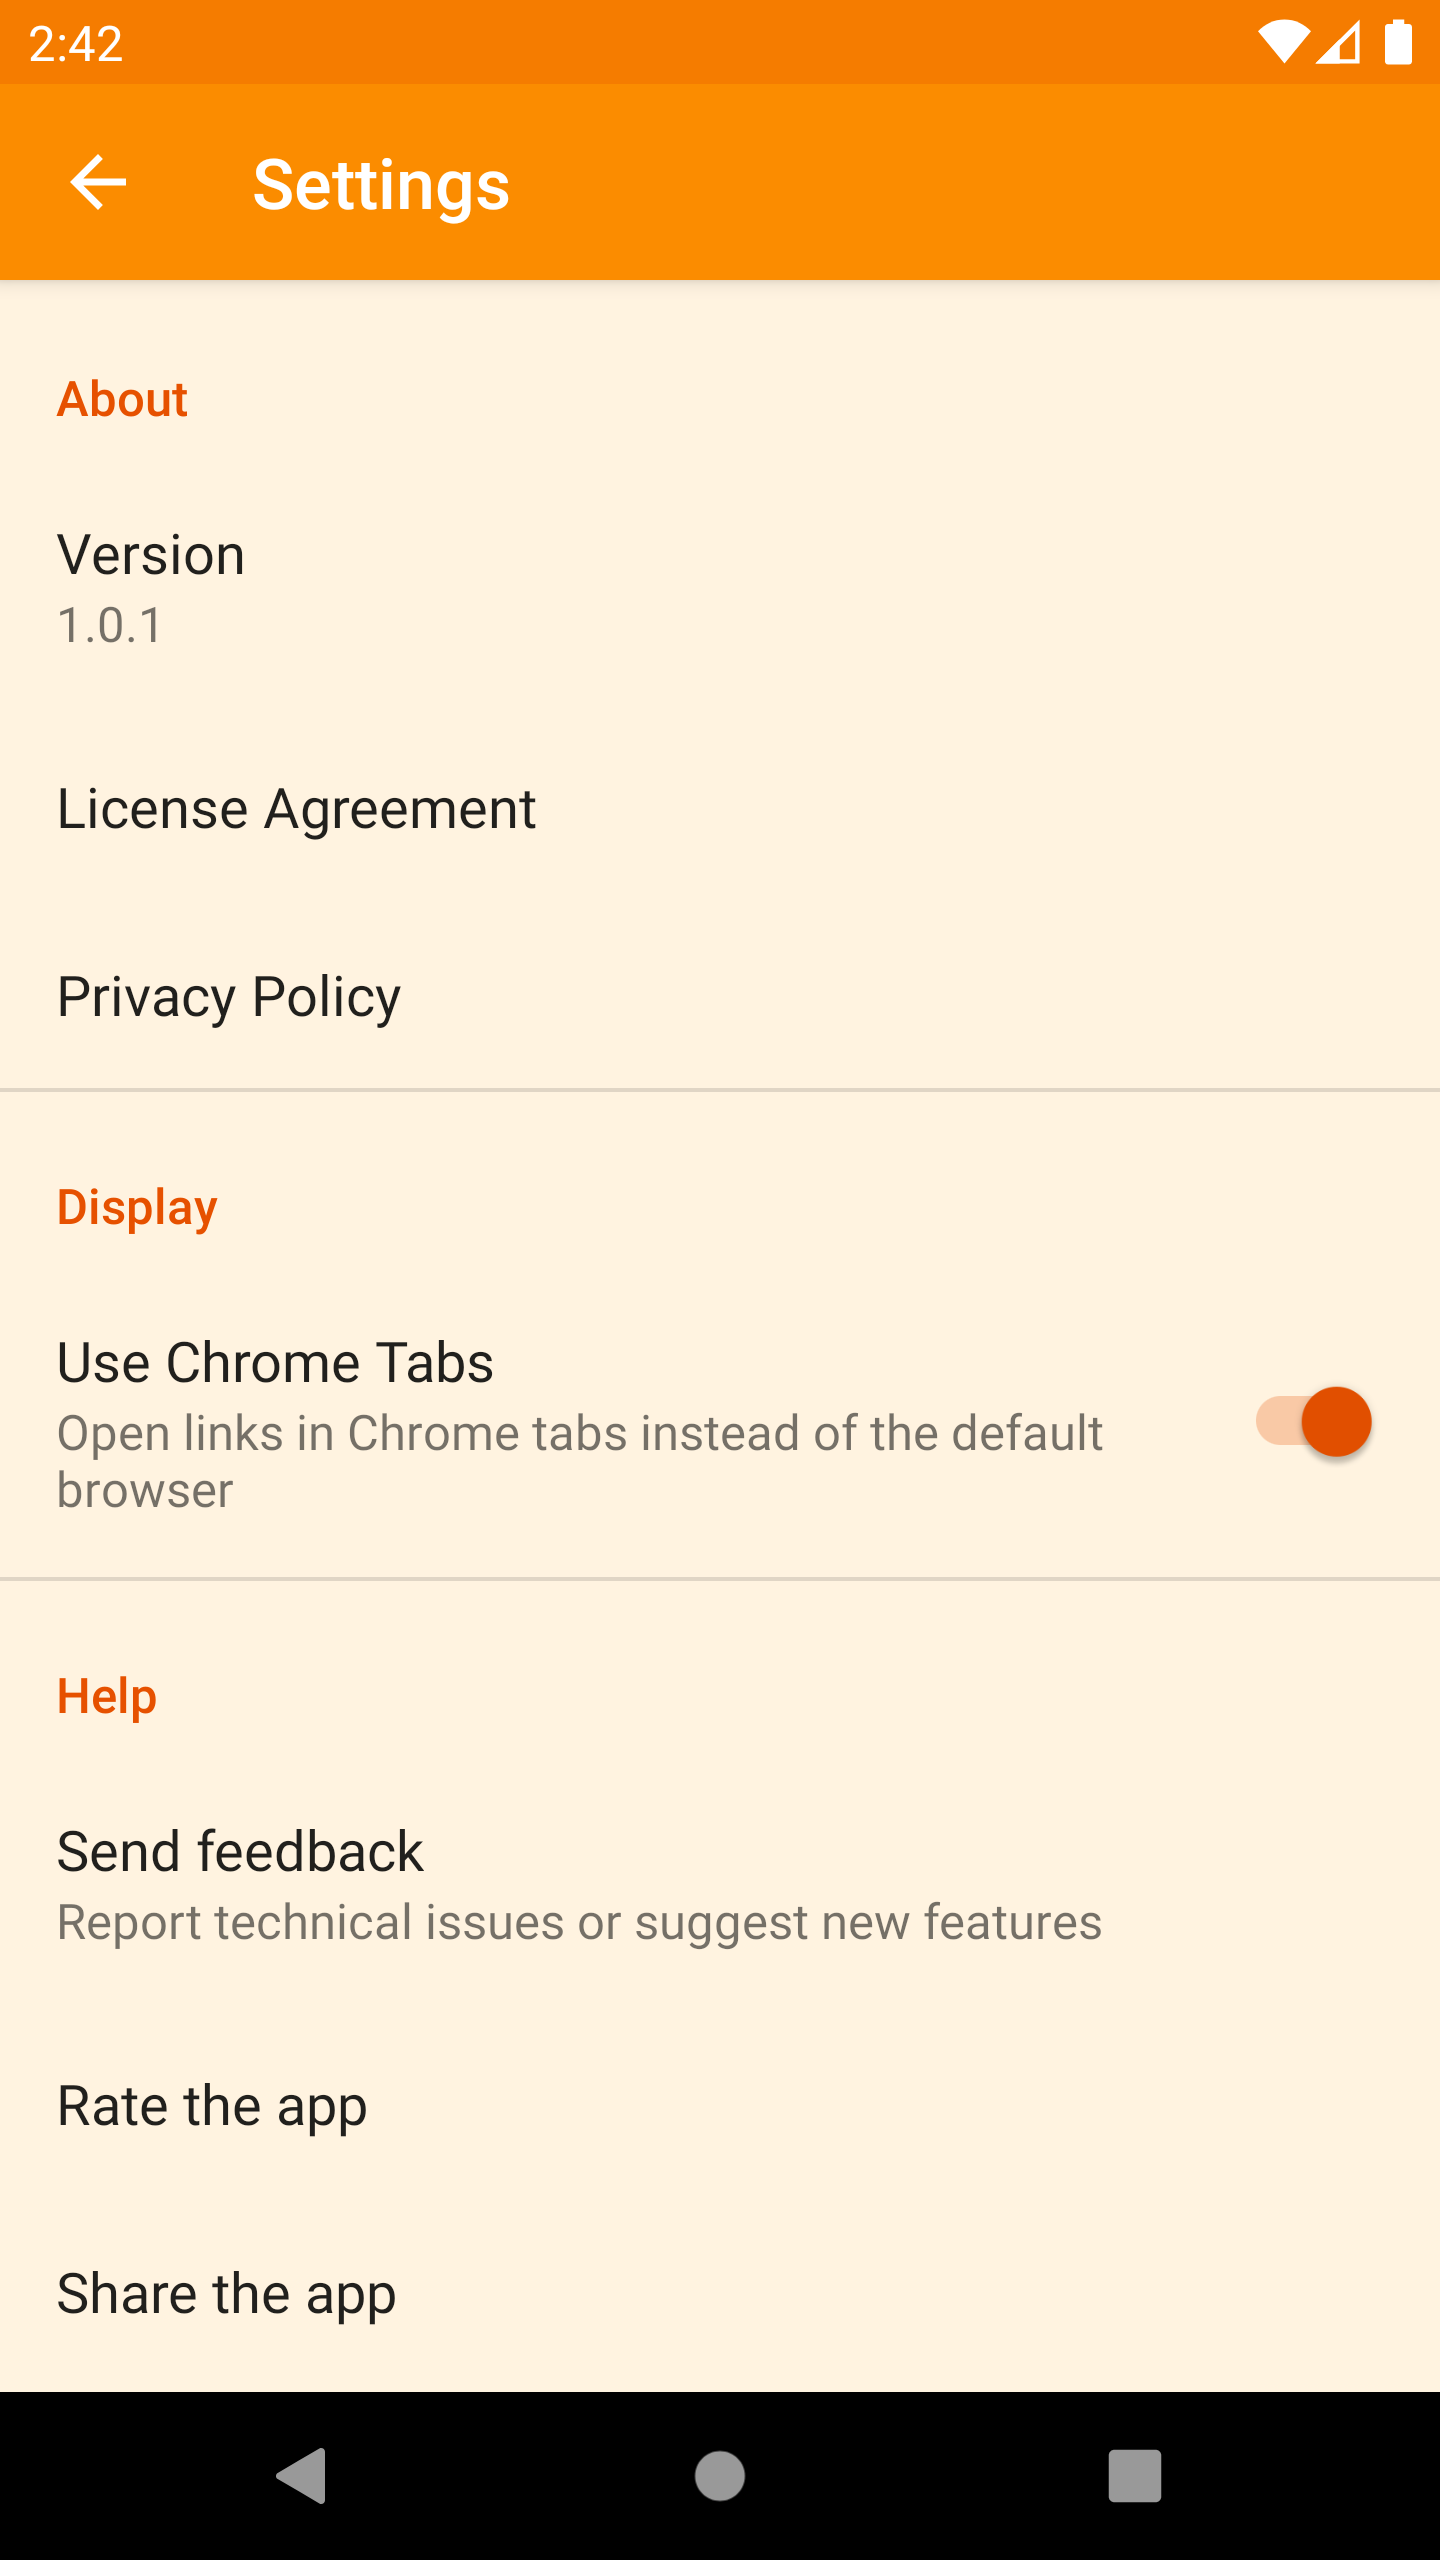 2:42
Settings
About
Version
1.0.1
License Agreement
Privacy Policy
Display
Use Chrome Tabs
Open links in Chrome tabs instead of the default
browser
Help
Send feedback
Report technical issues or suggest new features
Rate the app
Share the app